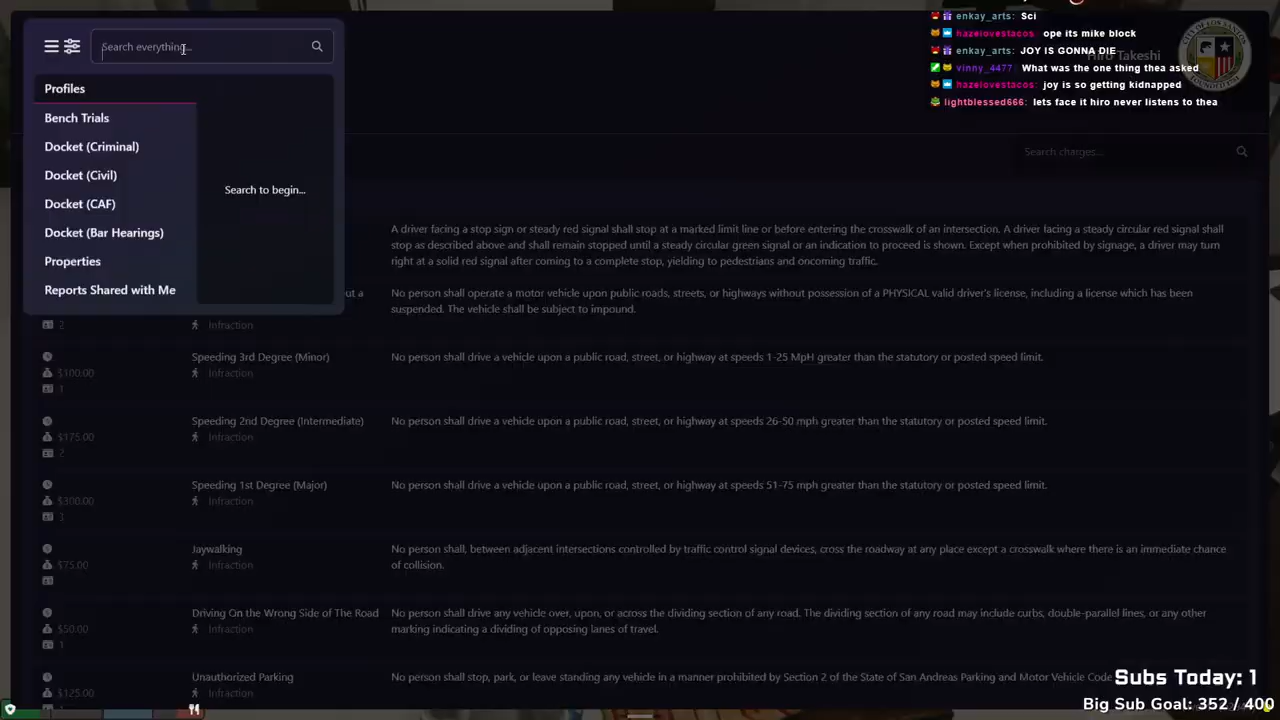 Search everything...
Profiles
Bench Trials
Docket (Criminal)
Docket (Civil)
Docket (CAF)
Docket (Bar Hearings)
Properties
Reports Shared with Me
Search to begin...
enkay_arts: Sci
hazelovestacos: ope its mike block
enkay_arts: JOY IS GONNA DIE
vinny_4477: What was the one thing thea asked
hazelovestacos: joy is so getting kidnapped
lightblessed666: lets face it hiro never listens to thea
Hiro Takeshi
Search charges...
A driver facing a stop sign or steady red signal shall stop at a marked limit line or before entering the crosswalk of an intersection. A driver facing a steady circular red signal shall
stop as described above and shall remain stopped until a steady circular green signal or an indication to proceed is shown. Except when prohibited by signage, a driver may turn
right at a solid red signal after coming to a complete stop, yielding to pedestrians and oncoming traffic.
ut a
No person shall operate a motor vehicle upon public roads, streets, or highways without possession of a PHYSICAL valid driver's license, including a license which has been
suspended. The vehicle shall be subject to impound.
2
Infraction
Speeding 3rd Degree (Minor)
No person shall drive a vehicle upon a public road, street, or highway at speeds 1-25 MpH greater than the statutory or posted speed limit.
$100.00
Infraction
1
Speeding 2nd Degree (Intermediate)
No person shall drive a vehicle upon a public road, street, or highway at speeds 26-50 mph greater than the statutory or posted speed limit.
$175.00
Infraction
2
Speeding 1st Degree (Major)
No person shall drive a vehicle upon a public road, street, or highway at speeds 51-75 mph greater than the statutory or posted speed limit.
$300.00
Infraction
3
Jaywalking
No person shall, between adjacent intersections controlled by traffic control signal devices, cross the roadway at any place except a crosswalk where there is an immediate chance
of collision.
$75.00
Infraction
Driving On the Wrong Side of The Road
No person shall drive any vehicle over, upon, or across the dividing section of any road. The dividing section of any road may include curbs, double-parallel lines, or any other
marking indicating a dividing of opposing lanes of travel.
$50.00
Infraction
1
Unauthorized Parking
No person shall stop, park, or leave standing any vehicle in a manner prohibited by Section 2 of the State of San Andreas Parking and Motor Vehicle Code
$125.00
Infraction
Subs Today: 1
Big Sub Goal: 352 / 400